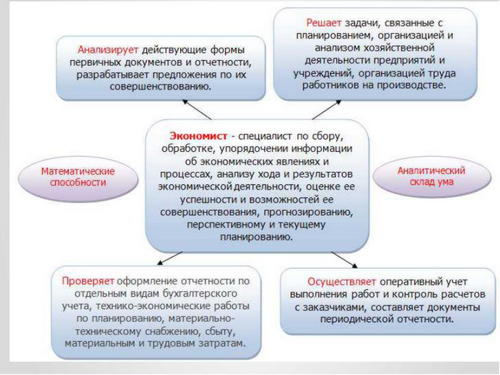 Анализирует действующие формы
первичных документов и отчетности,
разрабатывает предложения по их
совершенствованию.
Решает задачи, связанные с
планированием, организацией и
анализом хозяйственной
деятельности предприятий и
учреждений, организацией труда
работников на производстве.
Экономист - специалист по сбору,
обработке, упорядочении информации
об экономических явлениях и
процессах, анализу хода и результатов
экономической деятельности, оценке ее
успешности и возможностей ее
совершенствования, прогнозированию,
перспективному и текущему
планированию.
Математические
способности
Аналитический
склад ума
Проверяет оформление отчетности по
отдельным видам бухгалтерского
учета, технико-экономические работы
по планированию, материально-
техническому снабжению, сбыту,
материальным и трудовым затратам.
Осуществляет оперативный учет
выполнения работ и контроль расчетов
с заказчиками, составляет документы
периодической отчетности.